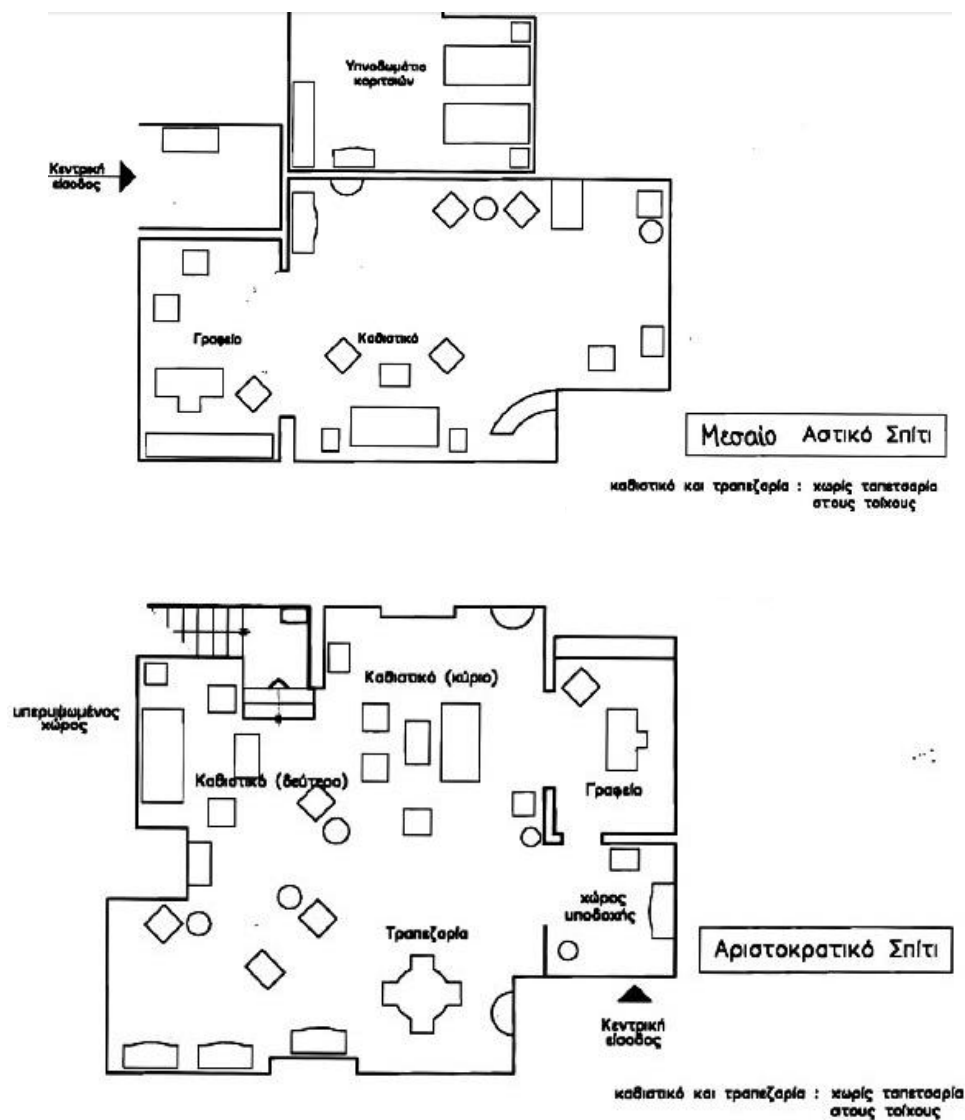 Υπνοδωμάτιο
κοριτσιών
Κεντρική
είσοδος
Γραφείο
Καθιστικό
Μεσαίο Αστικό Σπίτι
καθιστικό και τραπεζαρία : χωρίς ταπετσαρία
στους τοίχους
Καθιστικό (κύριο)
υπερυψωμένος
χώρος
Καθιστικό (δεύτερο)
Γραφείο
χώρος
υποδοχής
Τραπεζαρία
Αριστοκρατικό Σπίτι
Κεντρική
είσοδος
καθιστικό και τραπεζαρία : χωρίς ταπετσαρία
στους τοίχους